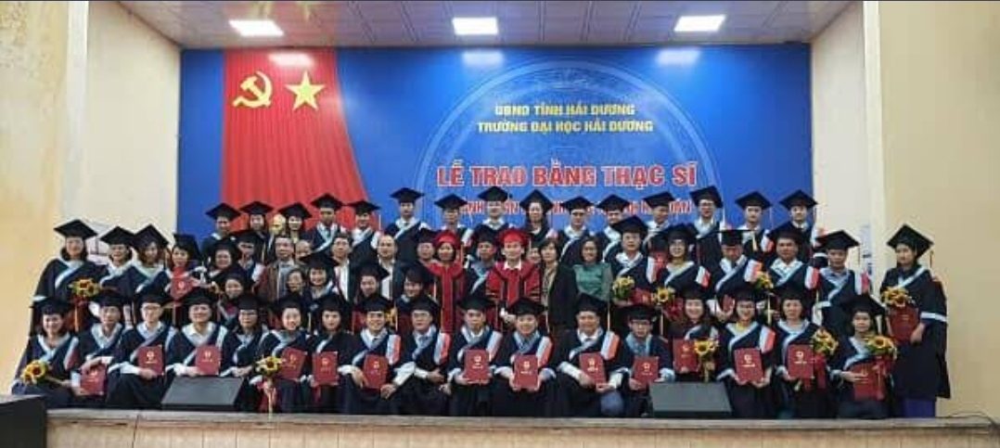 UBND TỈNH HẢI DƯƠNG
TRƯỜNG ĐẠI HỌC HẢI DƯƠNG
LỄ TRAO BẰNG THẠC SĨ